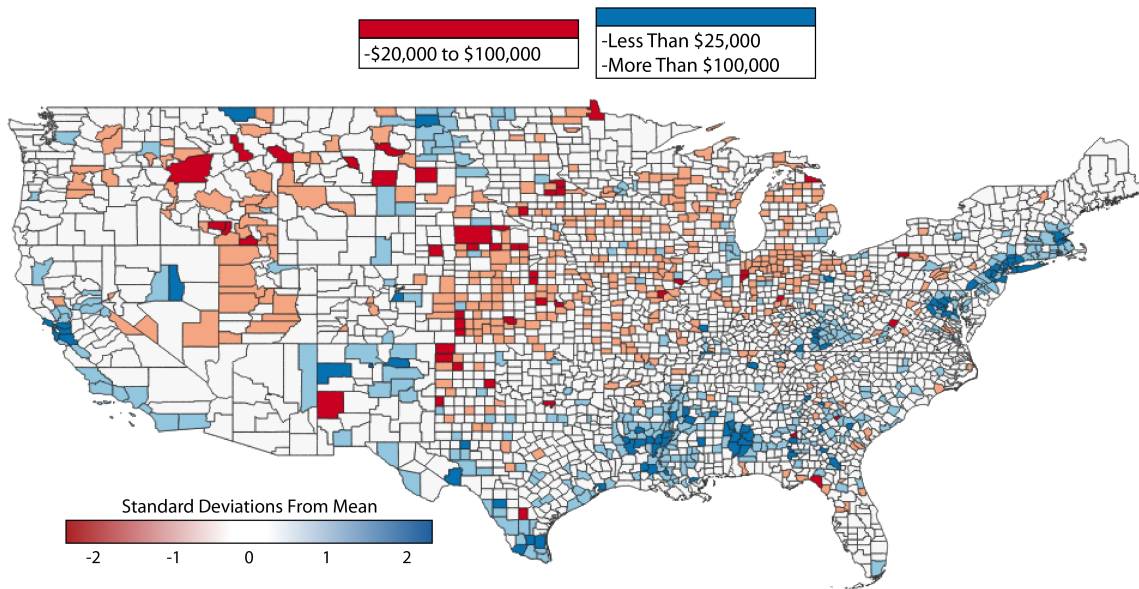 -$20,000 to $100,000
-Less Than $25,000
-More Than $100,000
Standard Deviations From Mean
-2 -1 0 1 2